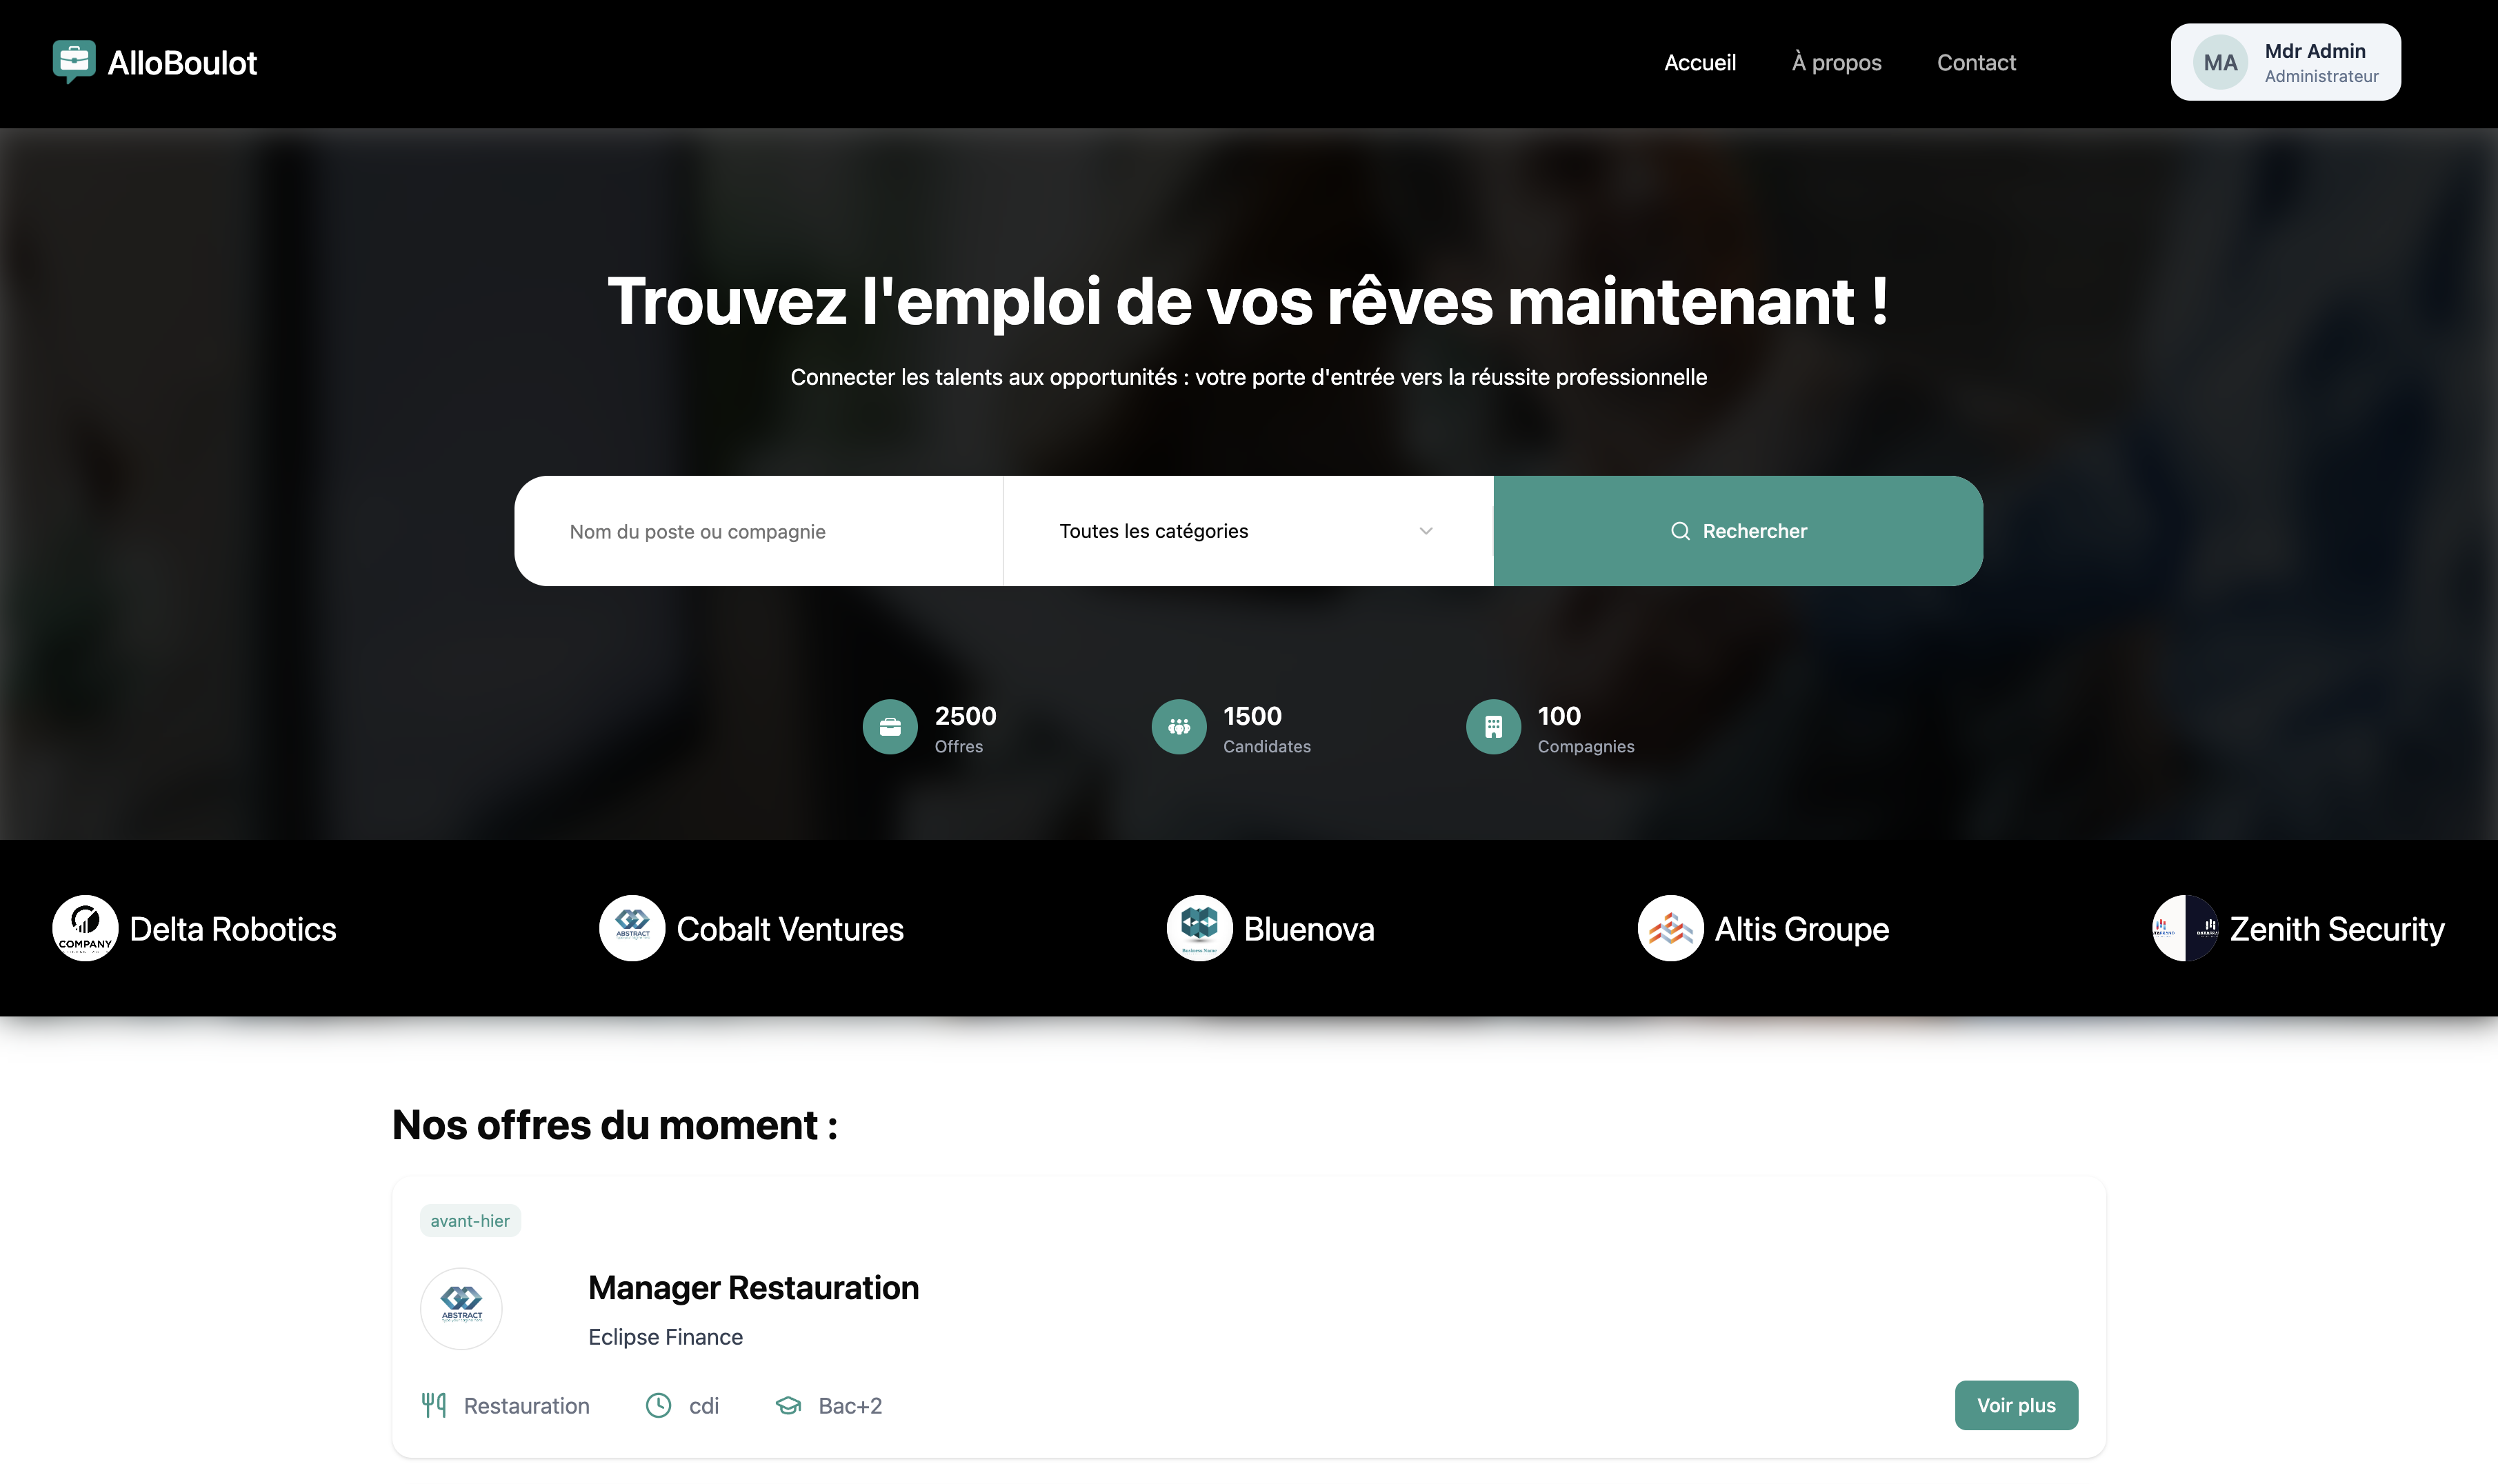 AlloBoulot
Accueil
À propos
Contact
MA
Mdr Admin
Administrateur
Trouvez l'emploi de vos rêves maintenant !
Connecter les talents aux opportunités : votre porte d'entrée vers la réussite professionnelle
Nom du poste ou compagnie
Toutes les catégories
Rechercher
2500
Offres
1500
Candidates
100
Compagnies
COMPANY
Delta Robotics
ABSTRACT
Cobalt Ventures
Business Name
Bluenova
Altis Groupe
Zenith Security
Nos offres du moment :
avant-hier
ABSTRACT
Manager Restauration
Eclipse Finance
Restauration
cdi
Bac+2
Voir plus